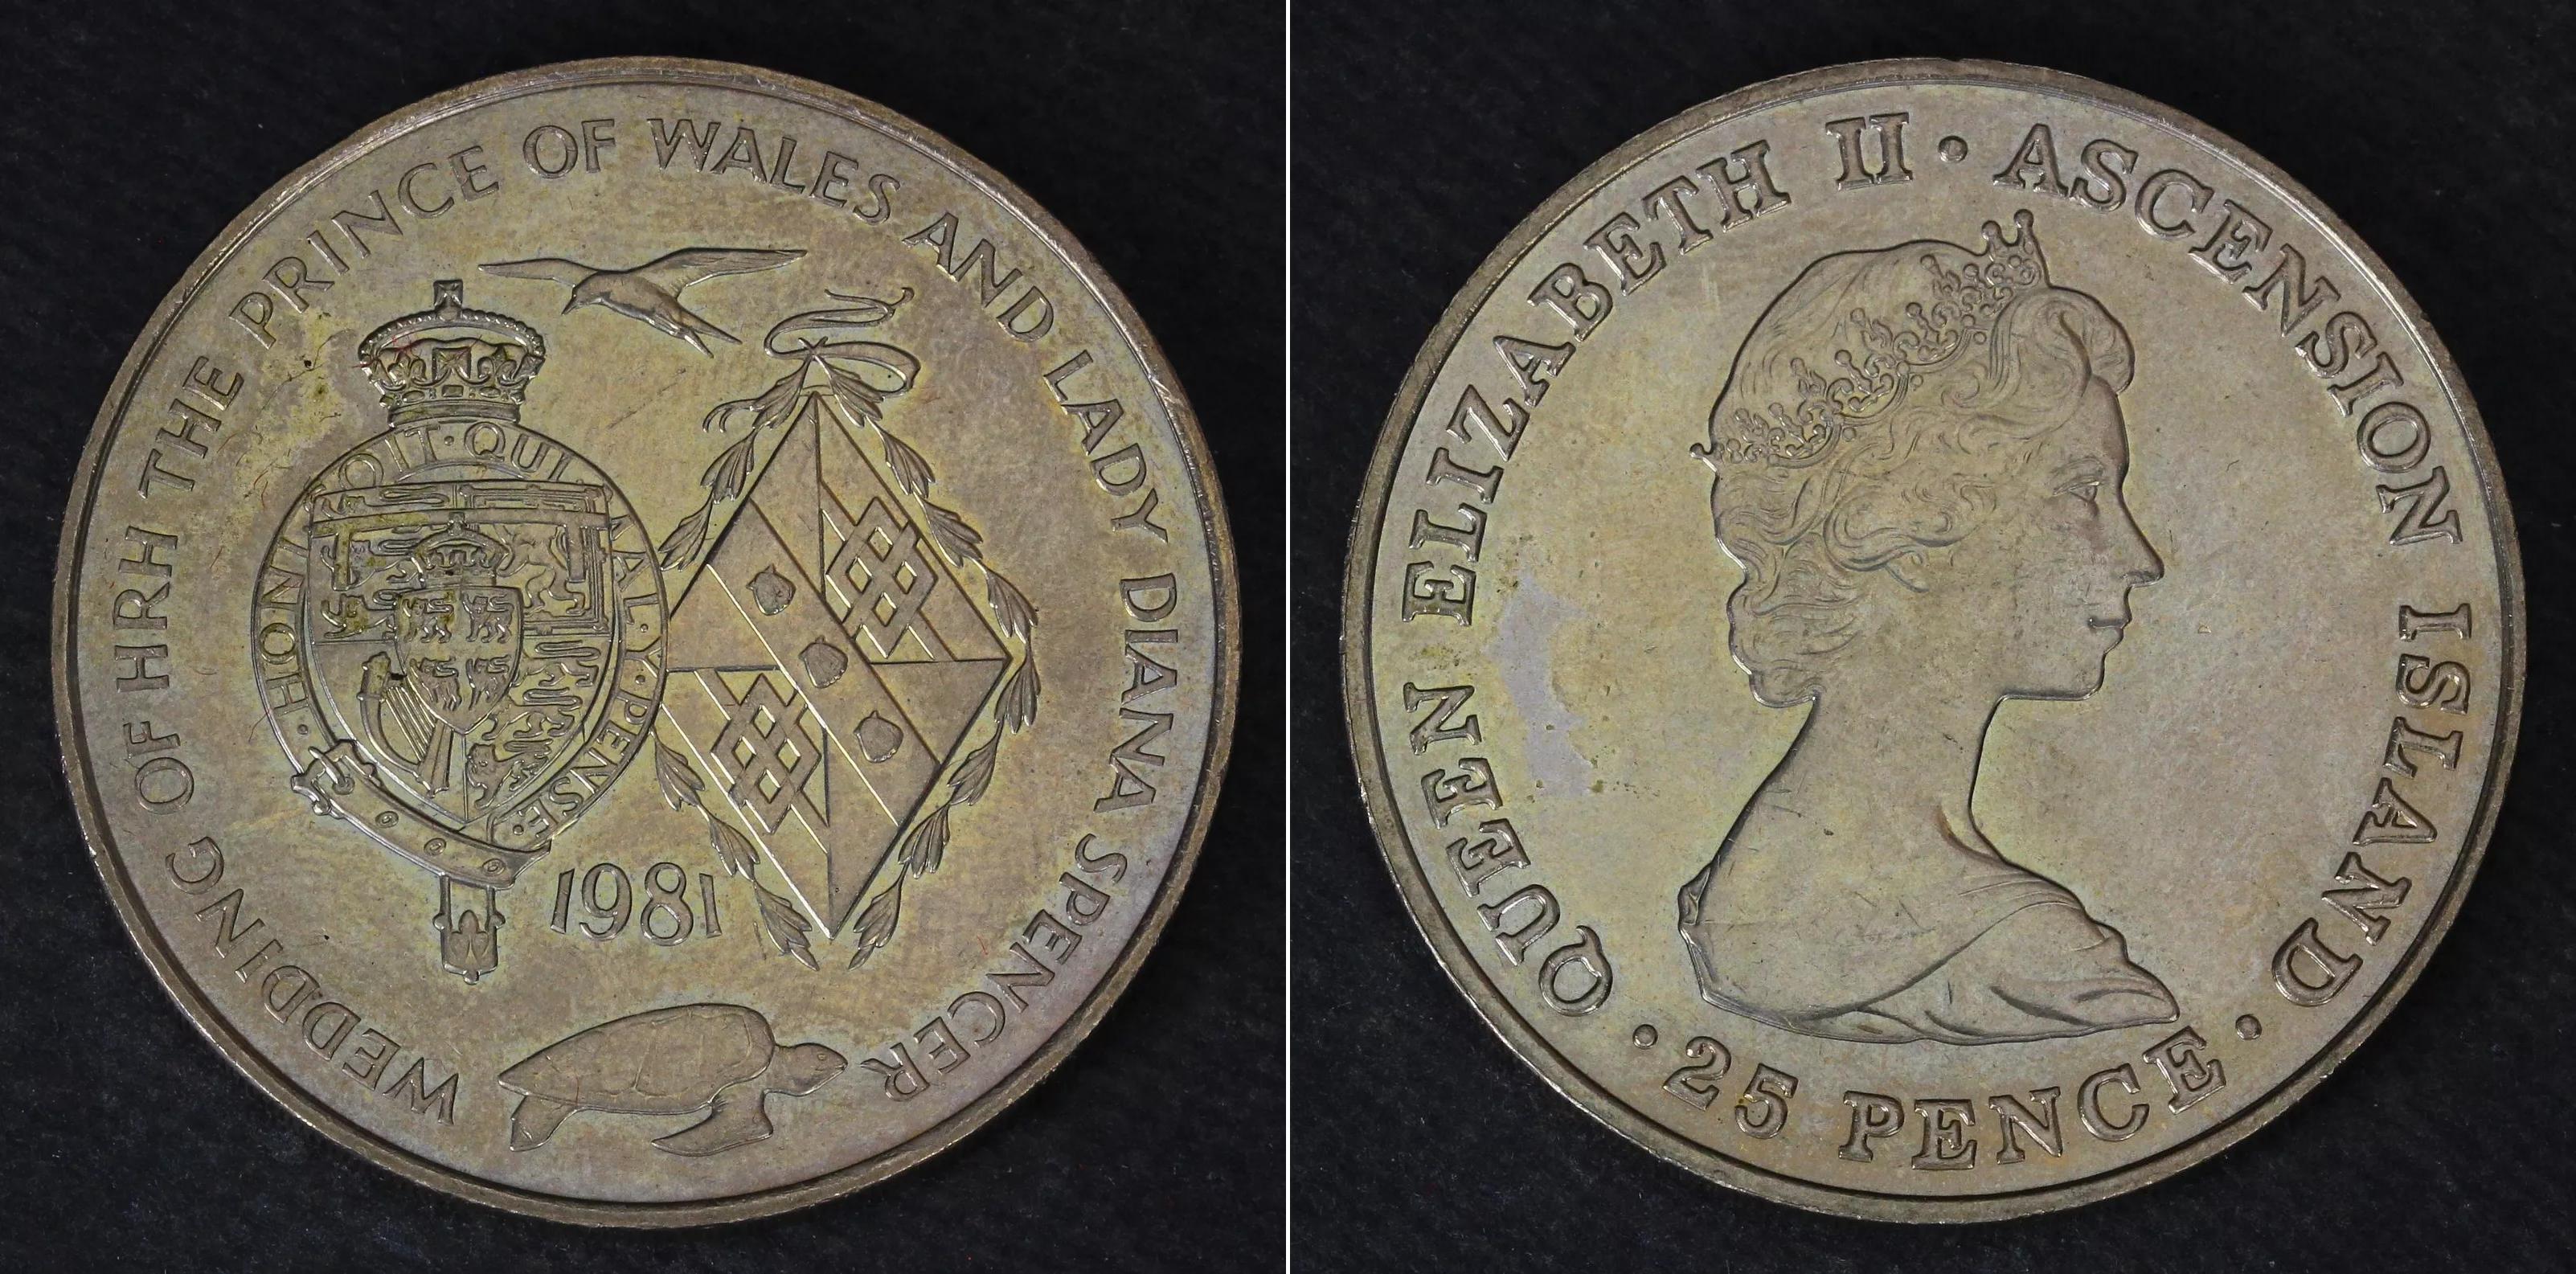 WEDDING OF HRH THE PRINCE OF WALES AND LADY DIANA SPENCER
HONI OIT·QUI MAL·Y·PENSE·
1981
QUEEN ELIZABETH II · ASCENSION ISLAND
· 25 PENCE ·